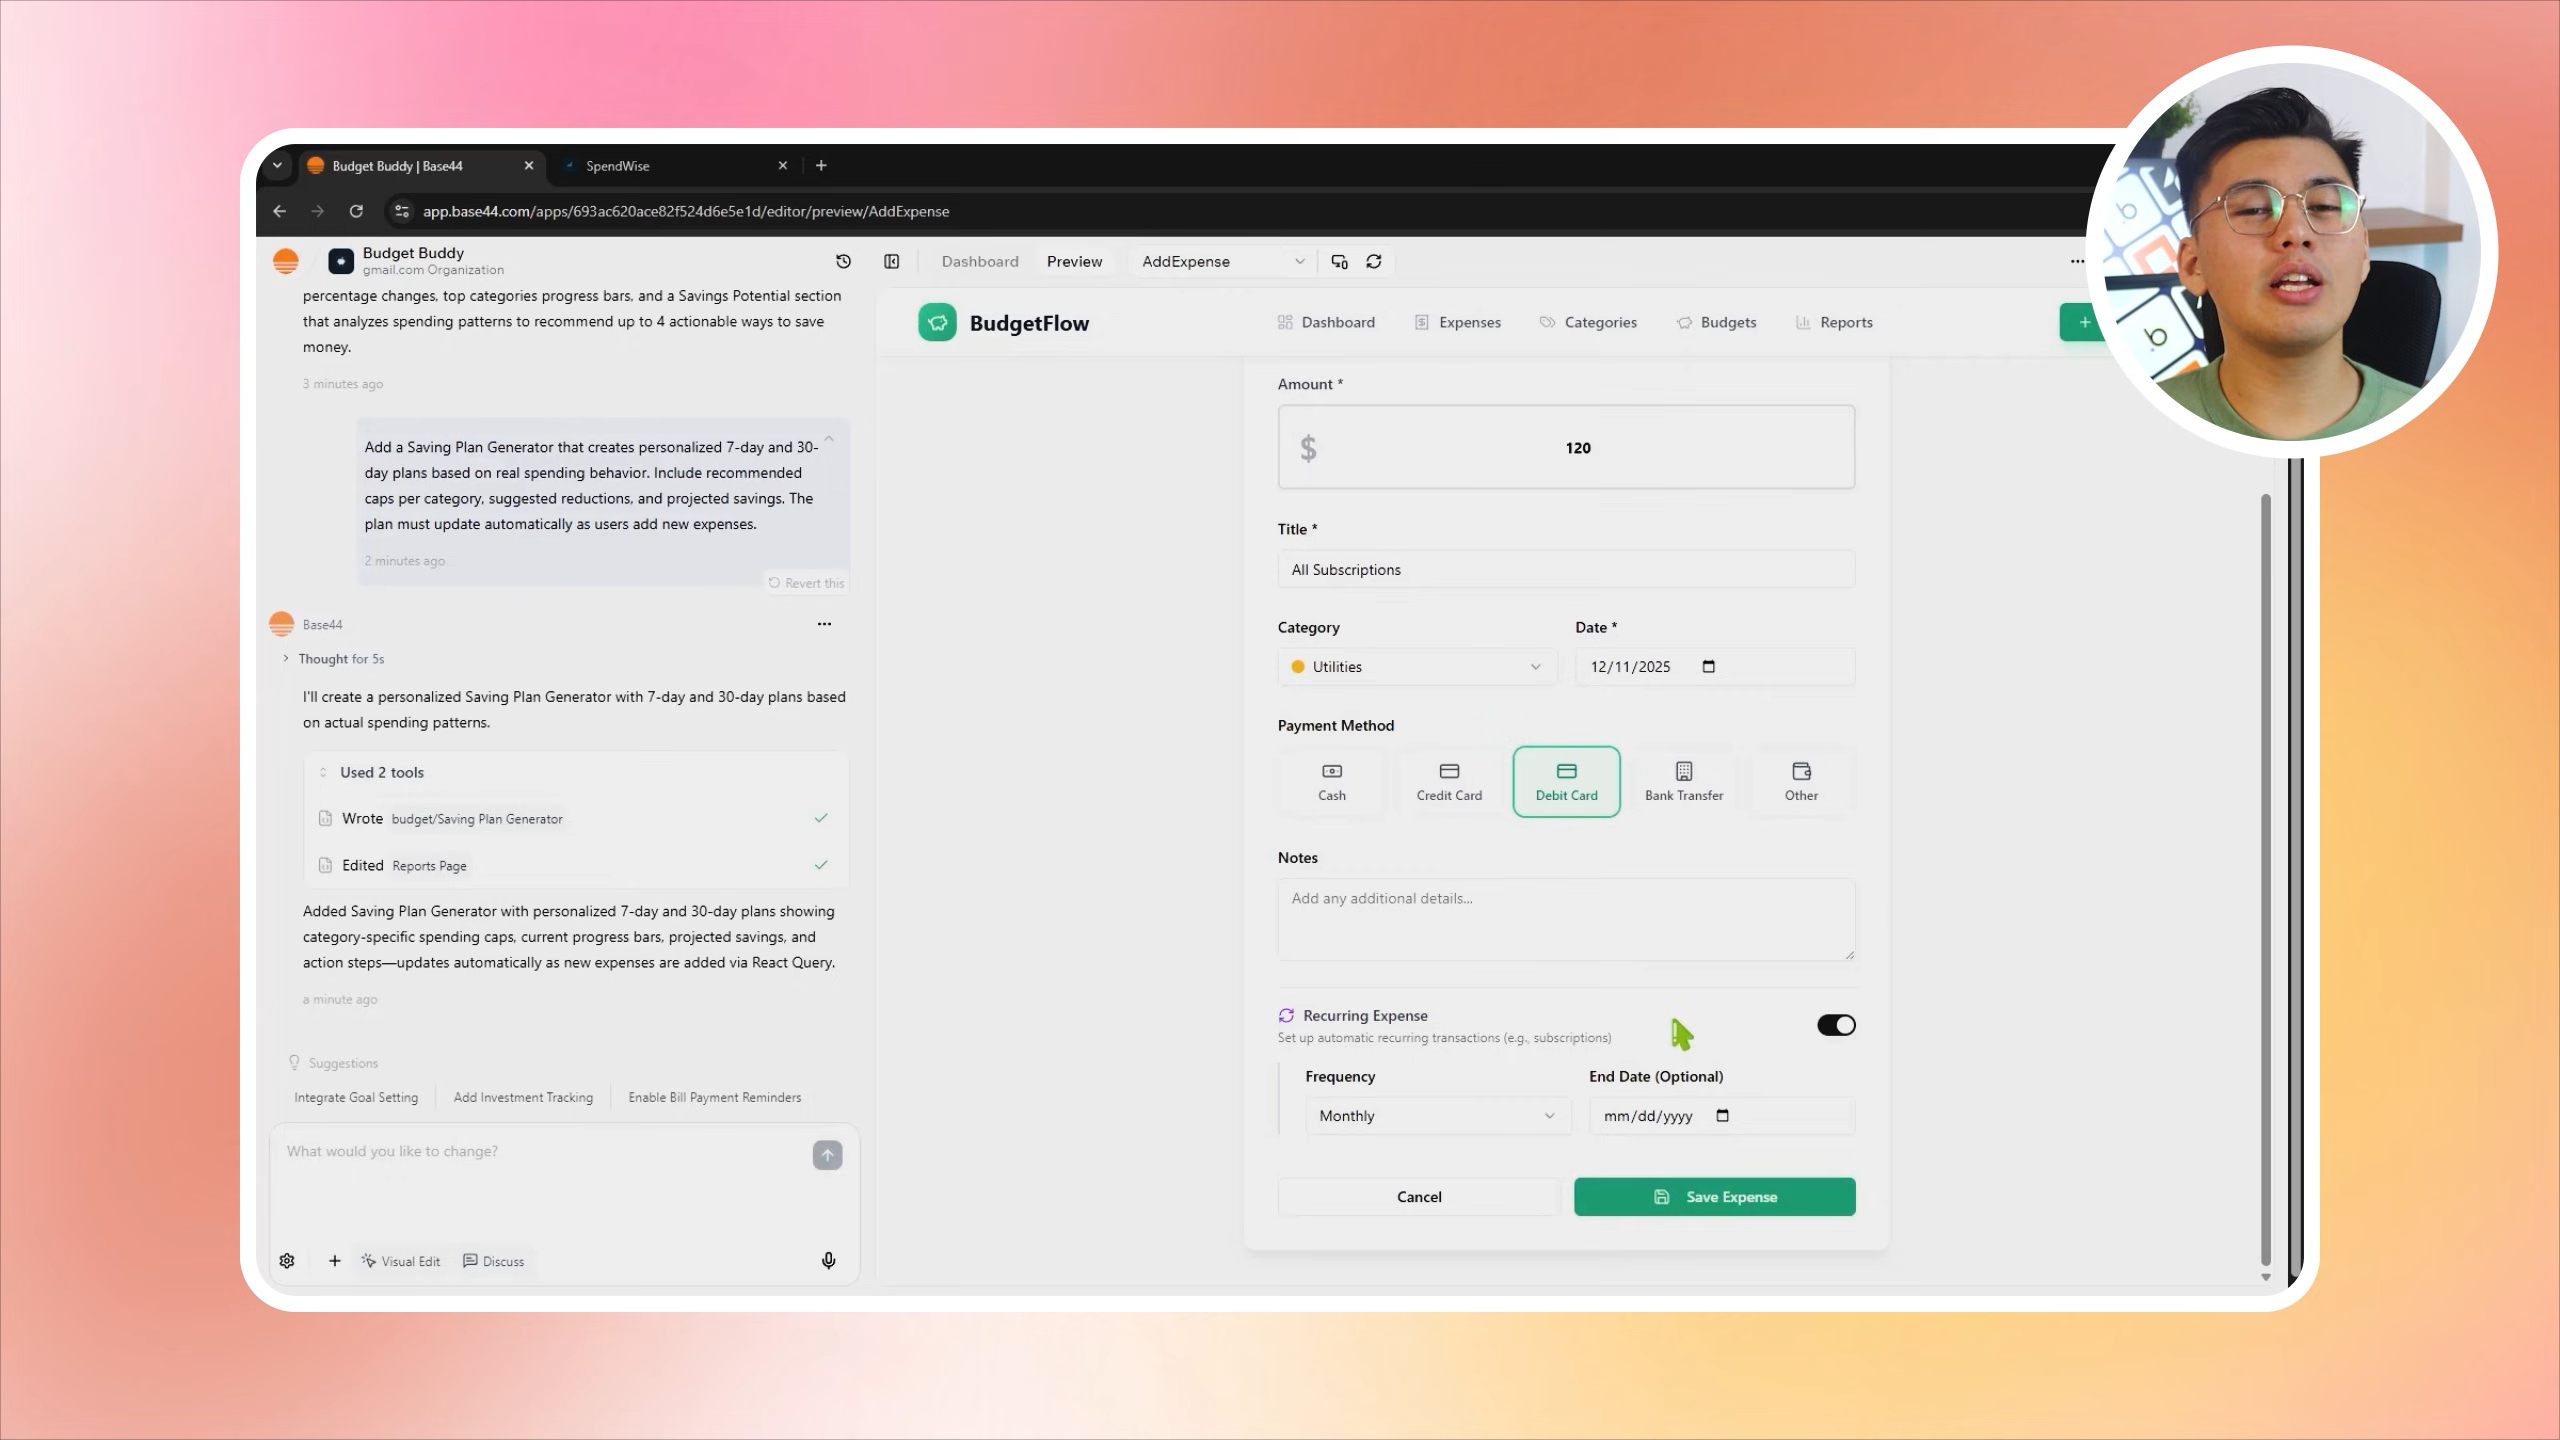 Budget Buddy | Base44
SpendWise
app.base44.com/apps/693ac620ace82f524d6e5e1d/editor/preview/AddExpense
Budget Buddy
gmail.com Organization
percentage changes, top categories progress bars, and a Savings Potential section
that analyzes spending patterns to recommend up to 4 actionable ways to save
money.
3 minutes ago
Add a Saving Plan Generator that creates personalized 7-day and 30-
day plans based on real spending behavior. Include recommended
caps per category, suggested reductions, and projected savings. The
plan must update automatically as users add new expenses.
2 minutes ago
Revert this
Base44
Thought for 5s
I'll create a personalized Saving Plan Generator with 7-day and 30-day plans based
on actual spending patterns.
Used 2 tools
Wrote budget/Saving Plan Generator
Edited Reports Page
Added Saving Plan Generator with personalized 7-day and 30-day plans showing
category-specific spending caps, current progress bars, projected savings, and
action steps—updates automatically as new expenses are added via React Query.
a minute ago
Suggestions
Integrate Goal Setting
Add Investment Tracking
Enable Bill Payment Reminders
What would you like to change?
Visual Edit
Discuss
Dashboard
Preview
AddExpense
BudgetFlow
Dashboard
Expenses
Categories
Budgets
Reports
Amount *
$ 120
Title *
All Subscriptions
Category
Utilities
Date *
12/11/2025
Payment Method
Cash
Credit Card
Debit Card
Bank Transfer
Other
Notes
Add any additional details...
Recurring Expense
Set up automatic recurring transactions (e.g., subscriptions)
Frequency
Monthly
End Date (Optional)
mm/dd/yyyy
Cancel
Save Expense